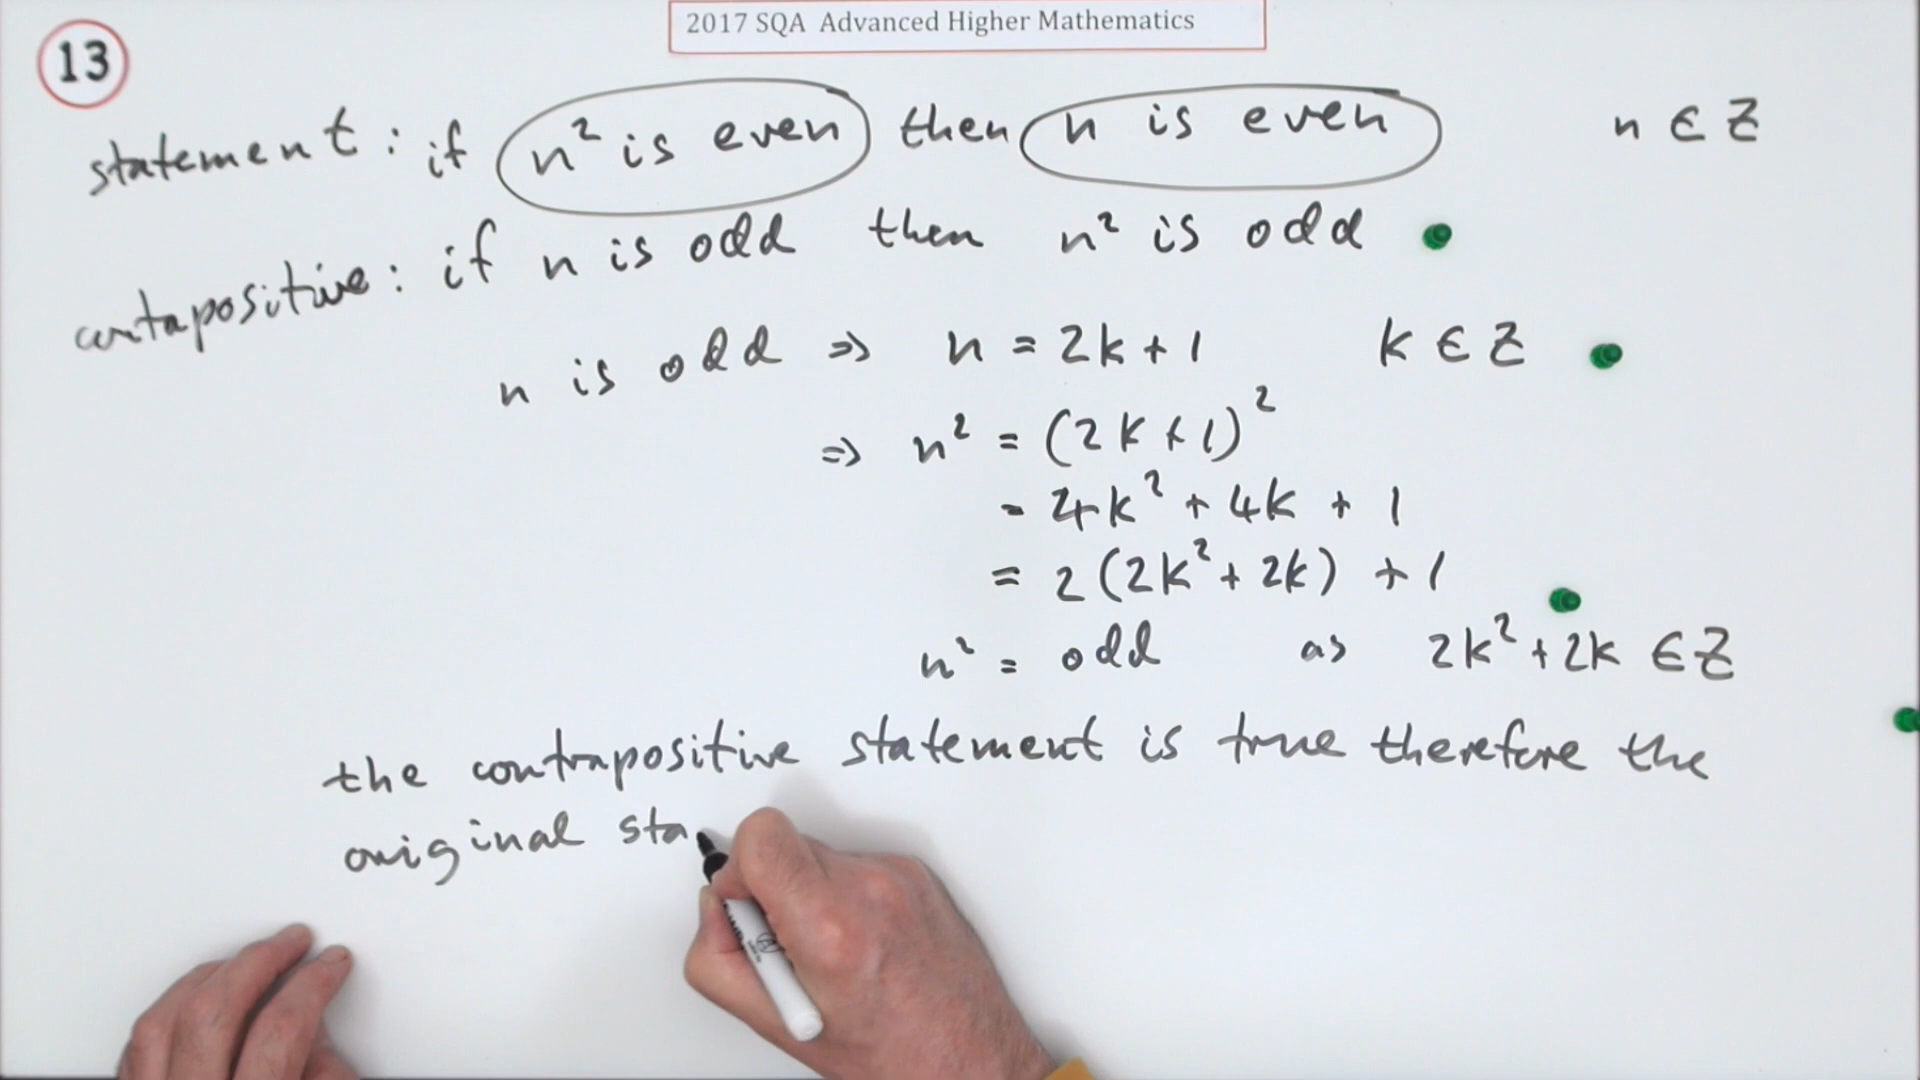 2017 SQA Advanced Higher Mathematics
13
statement : if n² is even then n is even n ∈ Z
contapositive : if n is odd then n² is odd
n is odd ⇒ n = 2k + 1 k ∈ Z
⇒ n² = (2k + 1)²
= 4k² + 4k + 1
= 2(2k² + 2k) + 1
n² = odd as 2k² + 2k ∈ Z
the contrapositive statement is true therefore the
original sta